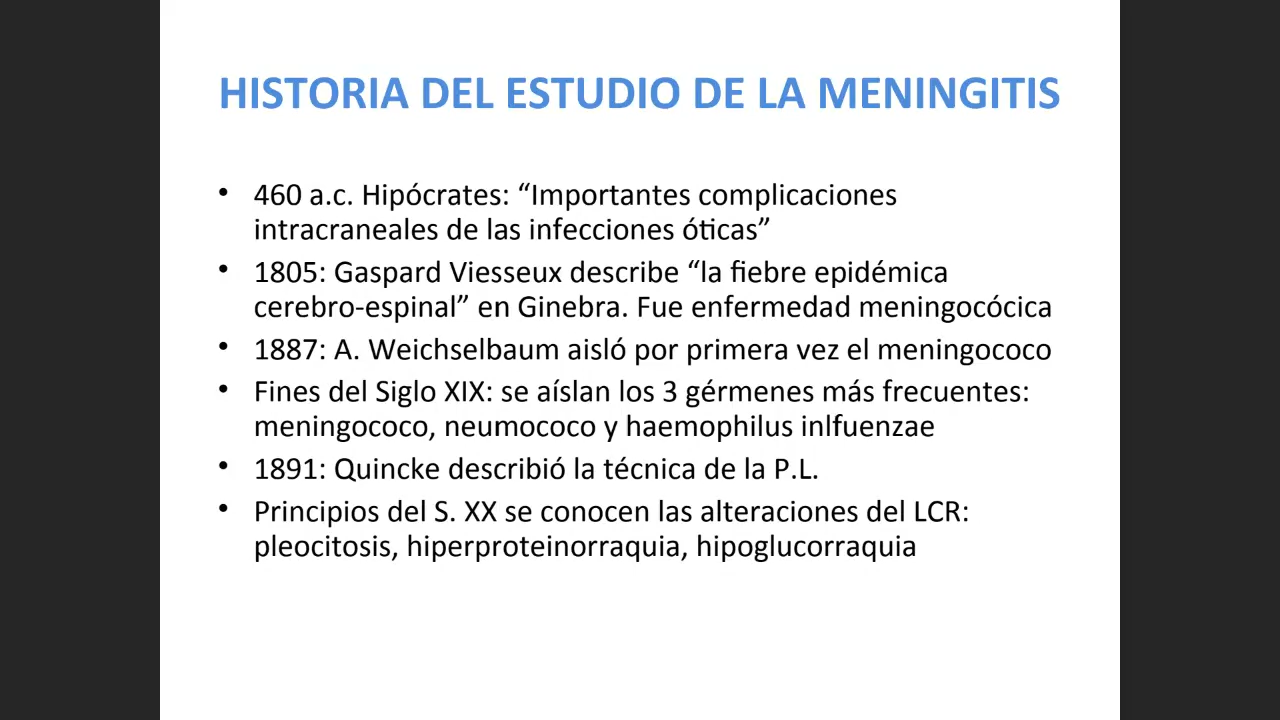 HISTORIA DEL ESTUDIO DE LA MENINGITIS
• 460 a.c. Hipócrates: “Importantes complicaciones
intracraneales de las infecciones óticas”
• 1805: Gaspard Viesseux describe “la fiebre epidémica
cerebro-espinal” en Ginebra. Fue enfermedad meningocócica
• 1887: A. Weichselbaum aisló por primera vez el meningococo
• Fines del Siglo XIX: se aíslan los 3 gérmenes más frecuentes:
meningococo, neumococo y haemophilus inlfuenzae
• 1891: Quincke describió la técnica de la P.L.
• Principios del S. XX se conocen las alteraciones del LCR:
pleocitosis, hiperproteinorraquia, hipoglucorraquia